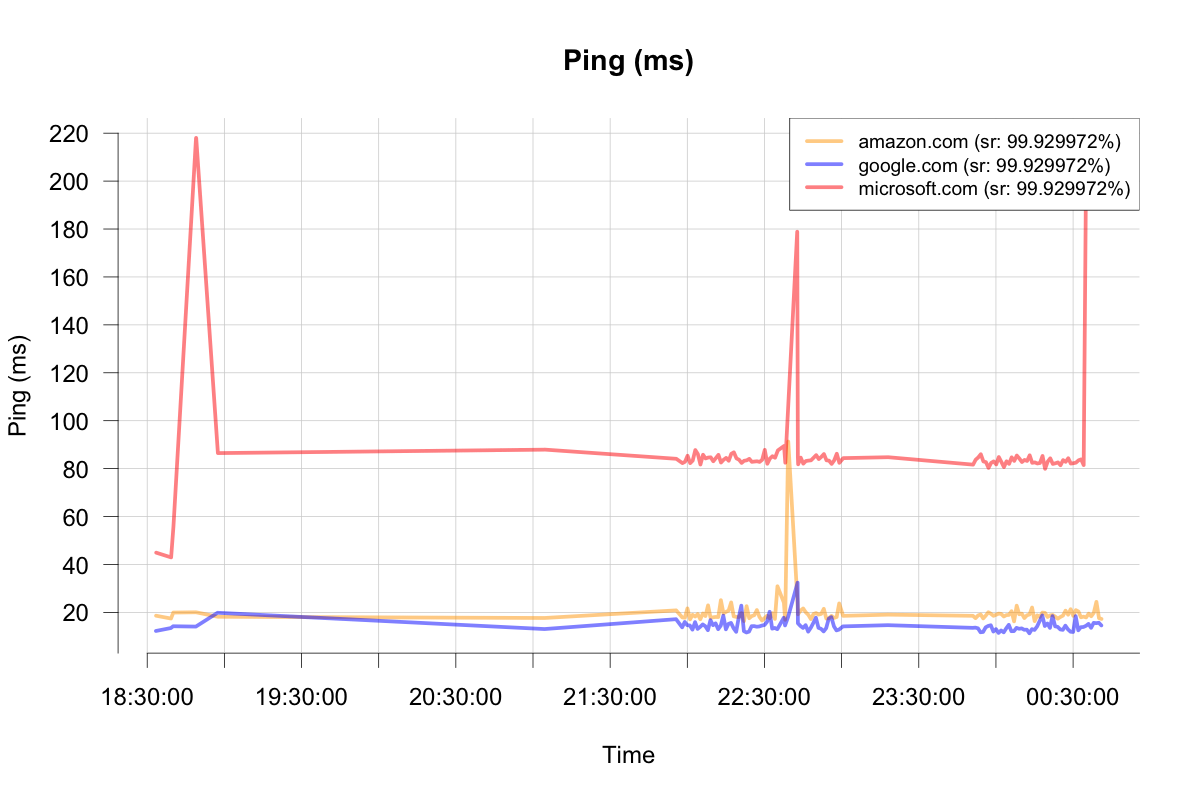 Ping (ms)
amazon.com (sr: 99.929972%)
google.com (sr: 99.929972%)
microsoft.com (sr: 99.929972%)
220
200
180
160
140
120
100
80
60
40
20
Ping (ms)
18:30:00 19:30:00 20:30:00 21:30:00 22:30:00 23:30:00 00:30:00
Time